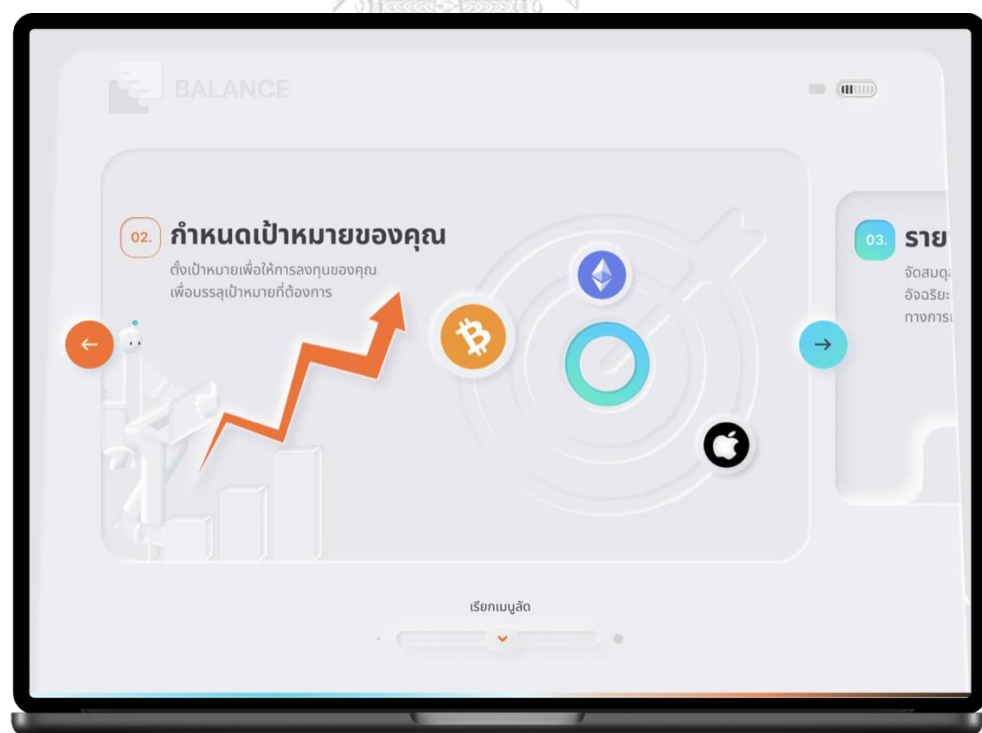 BALANCE
02.
กำหนดเป้าหมายของคุณ
ตั้งเป้าหมายเพื่อให้การลงทุนของคุณ
เพื่อบรรลุเป้าหมายที่ต้องการ
03.
ราย
จัดสมดุล
อัจฉริยะ
ทางการเ
เรียกเมนูลัด